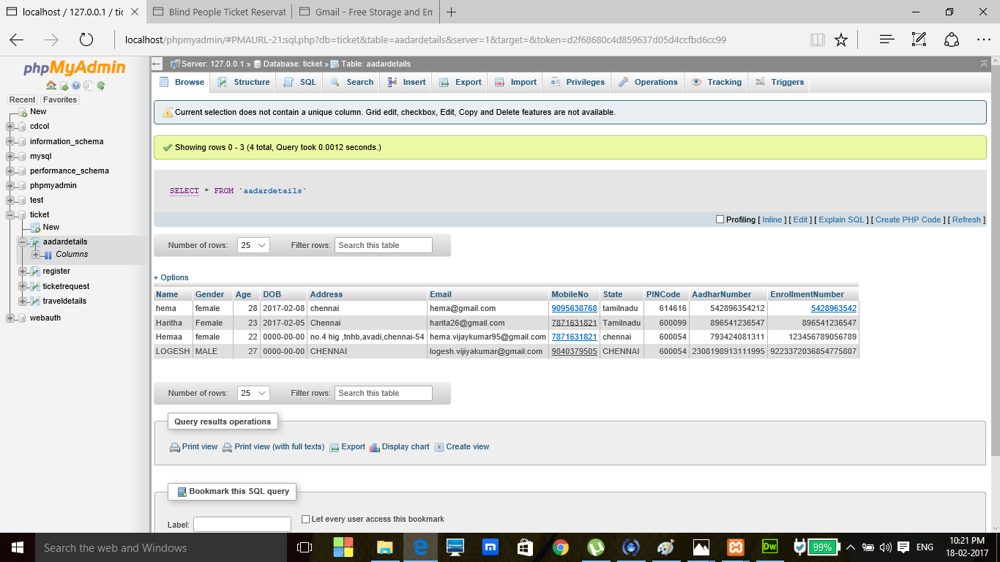 localhost / 127.0.0.1 / tic
Blind People Ticket Reservat
Gmail - Free Storage and Em
localhost/phpmyadmin/#PMAURL-21:sql.php?db=ticket&table=aadardetails&server=1&target=&token=d2f68680c4d859637d05d4ccfbd6cc99
phpMyAdmin
Recent Favorites
New
cdcol
information_schema
mysql
performance_schema
phpmyadmin
test
ticket
New
aadardetails
Columns
register
ticketrequest
traveldetails
webauth
Server: 127.0.0.1 » Database: ticket » Table: aadardetails
Browse Structure SQL Search Insert Export Import Privileges Operations Tracking Triggers
Current selection does not contain a unique column. Grid edit, checkbox, Edit, Copy and Delete features are not available.
Showing rows 0 - 3 (4 total, Query took 0.0012 seconds.)
SELECT * FROM `aadardetails`
Profiling [ Inline ] [ Edit ] [ Explain SQL ] [ Create PHP Code ] [ Refresh ]
Number of rows: 25 Filter rows: Search this table
+ Options
Name Gender Age DOB Address Email MobileNo State PINCode AadharNumber EnrollmentNumber
hema female 28 2017-02-08 chennai hema@gmail.com 9095638768 tamilnadu 614616 542896354212 5428963542
Haritha Female 23 2017-02-05 Chennai harita26@gmail.com 7871631821 Tamilnadu 600099 896541236547 896541236547
Hemaa female 22 0000-00-00 no.4 hig ,tnhb,avadi,chennai-54 hema.vijaykumar95@gmail.com 7871631821 chennai 600054 793424081311 123456789056789
LOGESH MALE 27 0000-00-00 CHENNAI logesh.vijiyakumar@gmail.com 9840379505 CHENNAI 600054 2308198913111995 9223372036854775807
Number of rows: 25 Filter rows: Search this table
Query results operations
Print view Print view (with full texts) Export Display chart Create view
Bookmark this SQL query
Label: Let every user access this bookmark
Search the web and Windows
Dw
99%
ENG
10:21 PM
18-02-2017